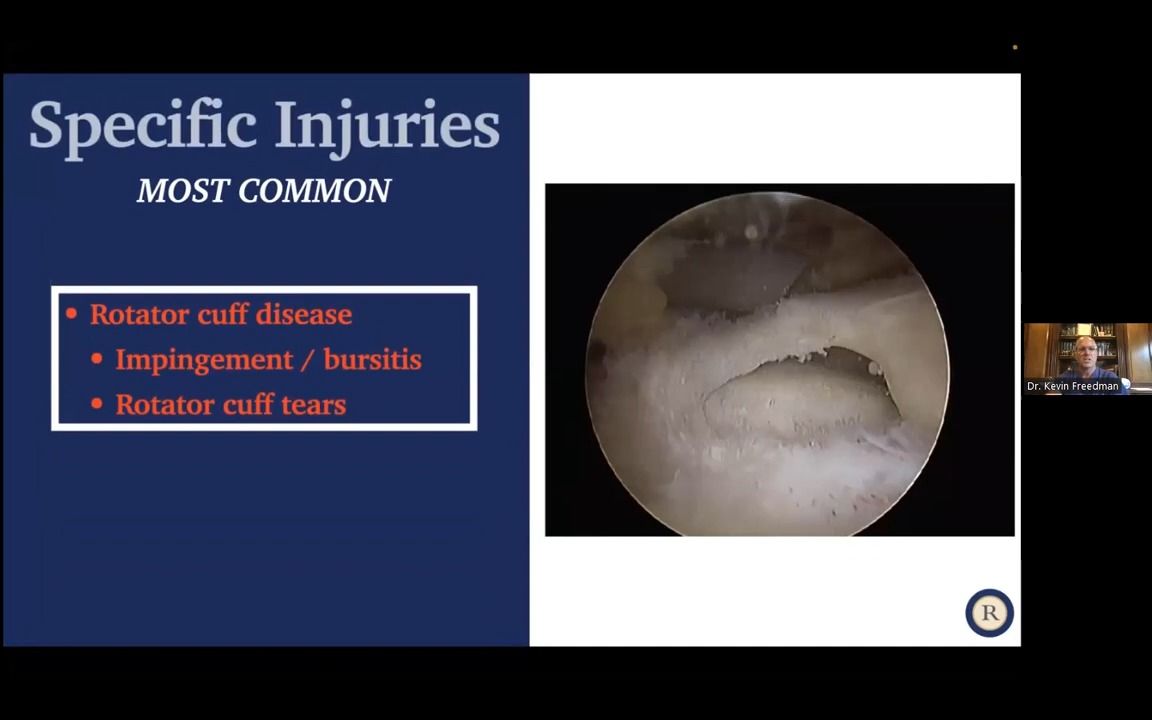 Specific Injuries
MOST COMMON
• Rotator cuff disease
• Impingement / bursitis
• Rotator cuff tears
Dr. Kevin Freedman
R